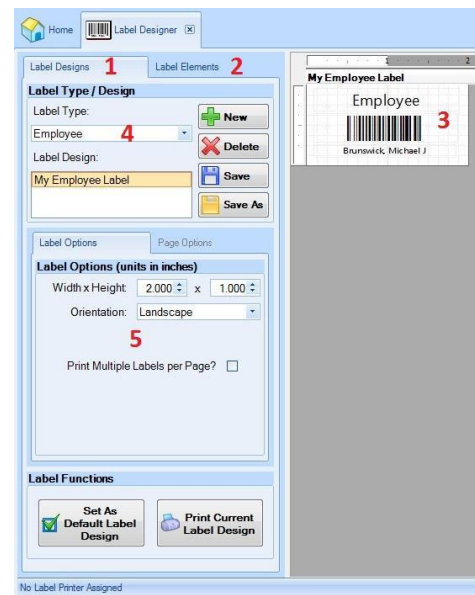 Home Label Designer
Label Designs 1 Label Elements 2
1 2
My Employee Label
Label Type / Design
Employee
Label Type:
New
3
Employee 4
Delete
Brunswick, Michael J
Label Design:
My Employee Label
Save
Save As
Label Options Page Options
Label Options (units in inches)
Width x Height: 2.000 x 1.000
Orientation: Landscape
5
Print Multiple Labels per Page?
Label Functions
Set As
Default Label
Design
Print Current
Label Design
No Label Printer Assigned